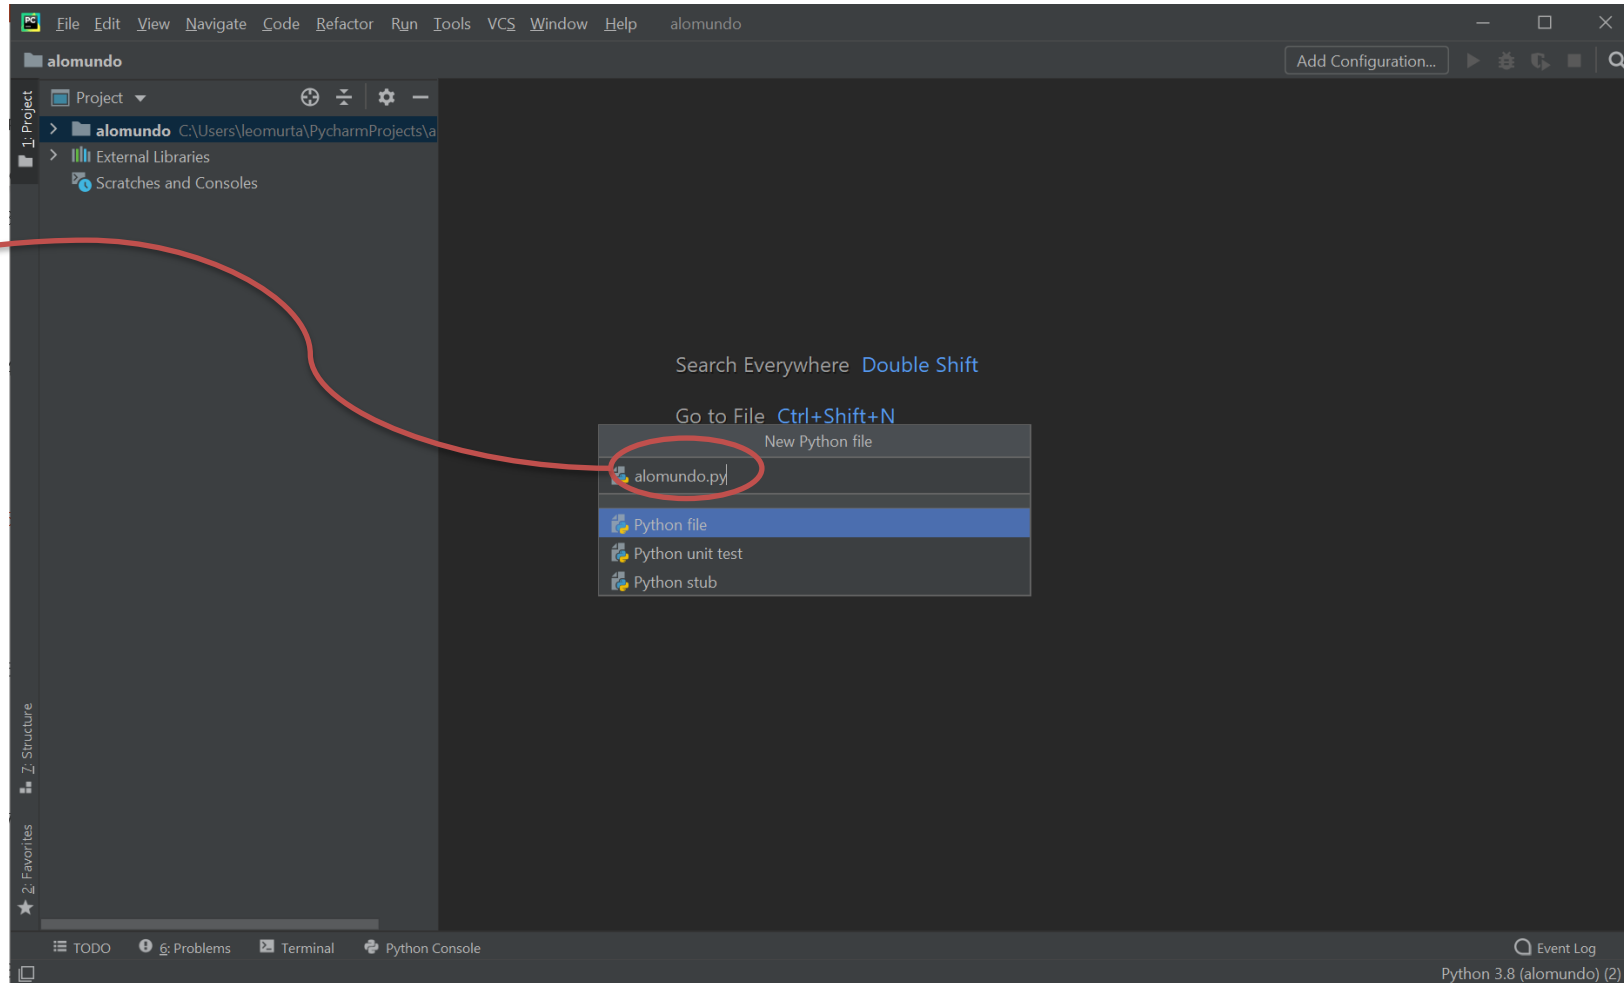 File Edit View Navigate Code Refactor Run Tools VCS Window Help alomundo
alomundo Add Configuration...
1: Project
Project
alomundo C:\Users\leomurta\PycharmProjects\a
External Libraries
Scratches and Consoles
Search Everywhere Double Shift
Go to File Ctrl+Shift+N
New Python file
alomundo.py
Python file
Python unit test
Python stub
7: Structure
2: Favorites
TODO 6: Problems Terminal Python Console Event Log
Python 3.8 (alomundo) (2)